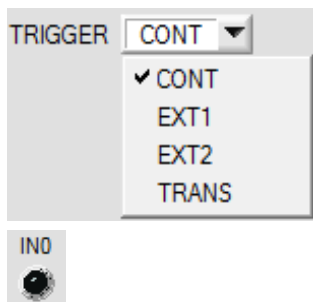 TRIGGER CONT
CONT
EXT1
EXT2
TRANS
IN0